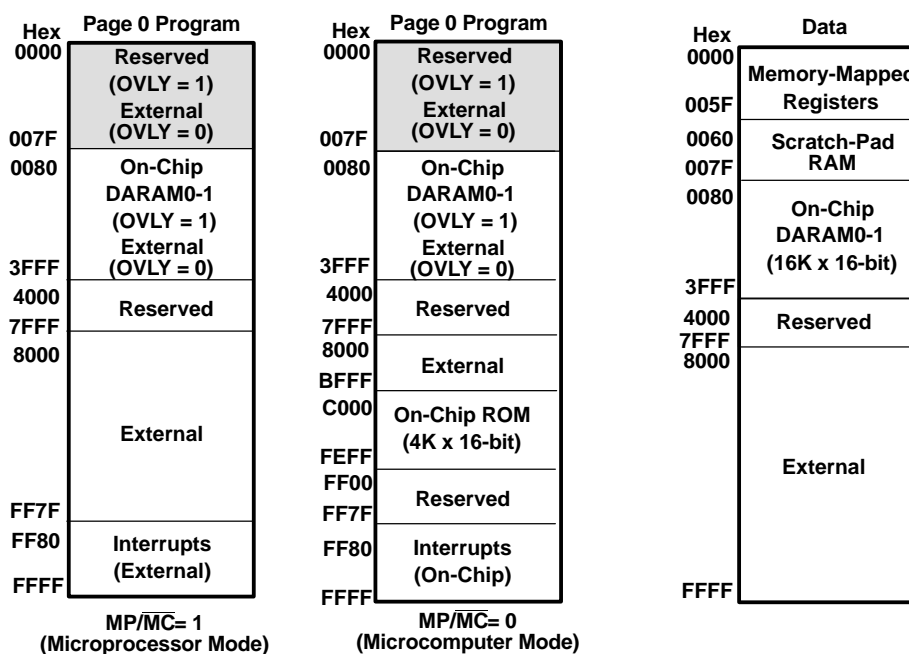 Hex
Page 0 Program
0000
Reserved
(OVLY = 1)
External
(OVLY = 0)
007F
0080
On-Chip
DARAM0-1
(OVLY = 1)
External
(OVLY = 0)
3FFF
4000
Reserved
7FFF
8000
External
FF7F
FF80
Interrupts
(External)
FFFF
MP/MC= 1
(Microprocessor Mode)
Hex
Page 0 Program
0000
Reserved
(OVLY = 1)
External
(OVLY = 0)
007F
0080
On-Chip
DARAM0-1
(OVLY = 1)
External
(OVLY = 0)
3FFF
4000
Reserved
7FFF
8000
External
BFFF
C000
On-Chip ROM
(4K x 16-bit)
FEFF
FF00
Reserved
FF7F
FF80
Interrupts
(On-Chip)
FFFF
MP/MC= 0
(Microcomputer Mode)
Hex
Data
0000
Memory-Mapped
Registers
005F
0060
Scratch-Pad
RAM
007F
0080
On-Chip
DARAM0-1
(16K x 16-bit)
3FFF
4000
Reserved
7FFF
8000
External
FFFF